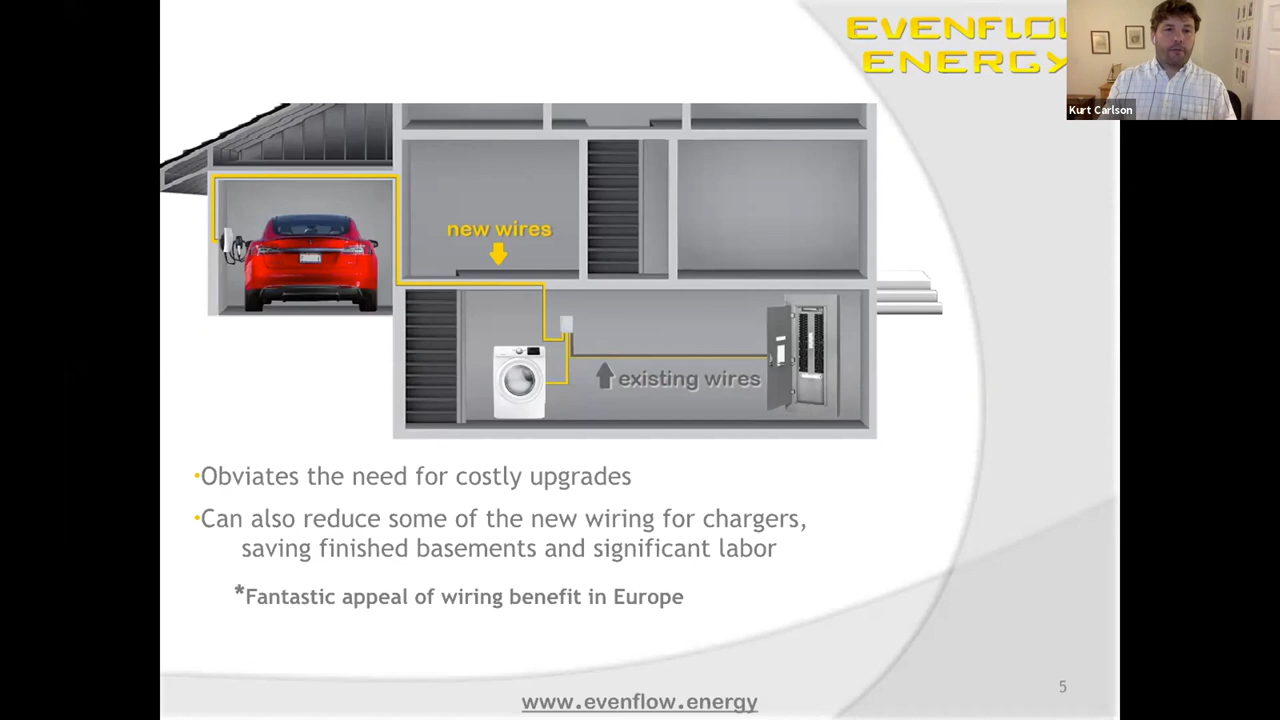 EVENFLO
ENERGY
Kurt Carlson
new wires
existing wires
•Obviates the need for costly upgrades
•Can also reduce some of the new wiring for chargers,
saving finished basements and significant labor
*Fantastic appeal of wiring benefit in Europe
5
www.evenflow.energy